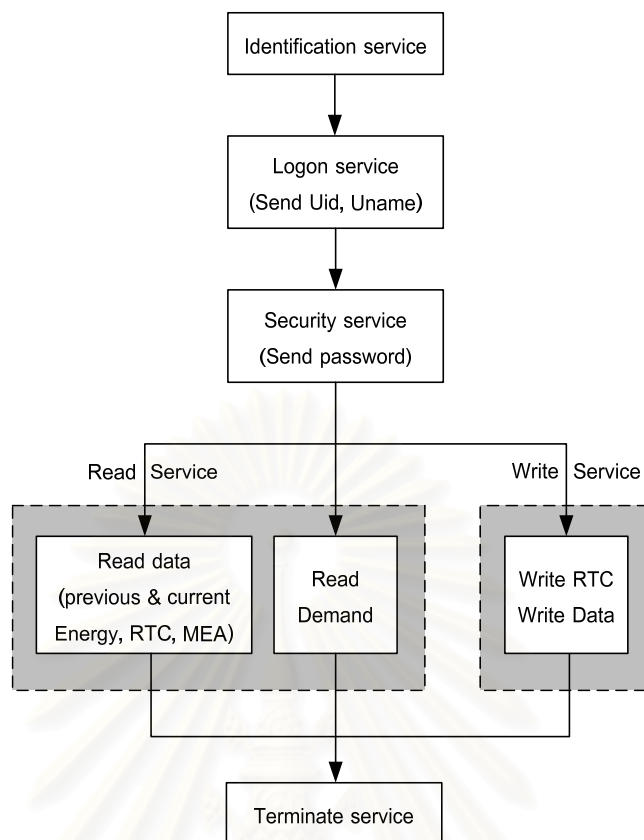 Identification service
Logon service
(Send Uid, Uname)
Security service
(Send password)
Read Service
Write Service
Read data
(previous & current
Energy, RTC, MEA)
Read
Demand
Write RTC
Write Data
Terminate service